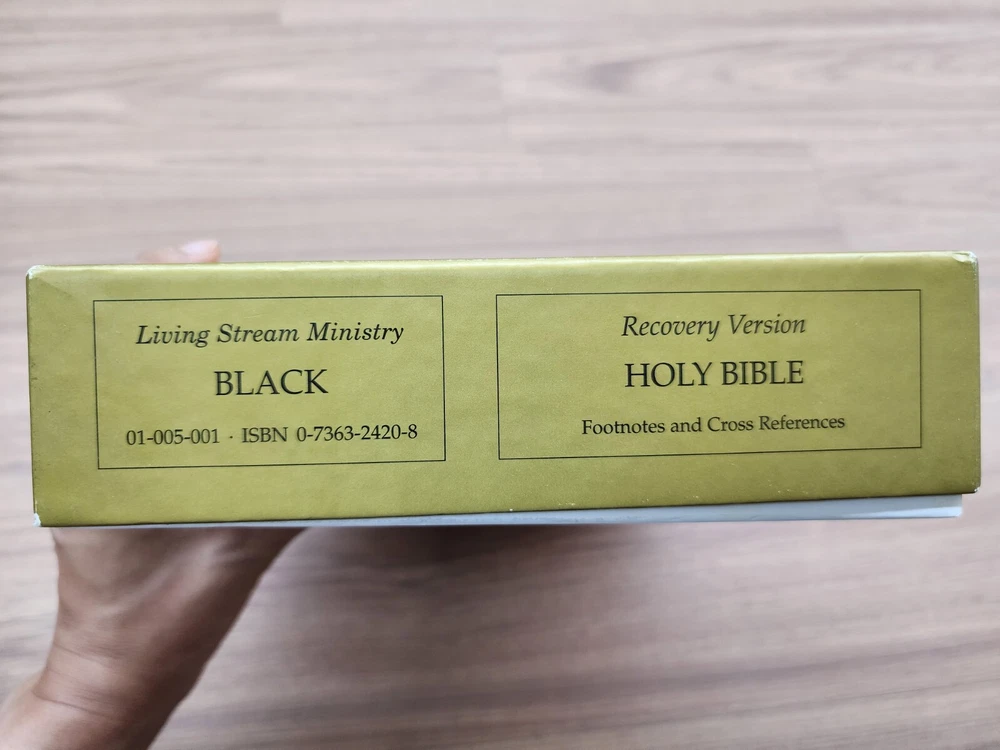 Living Stream Ministry
BLACK
01-005-001 · ISBN 0-7363-2420-8
Recovery Version
HOLY BIBLE
Footnotes and Cross References